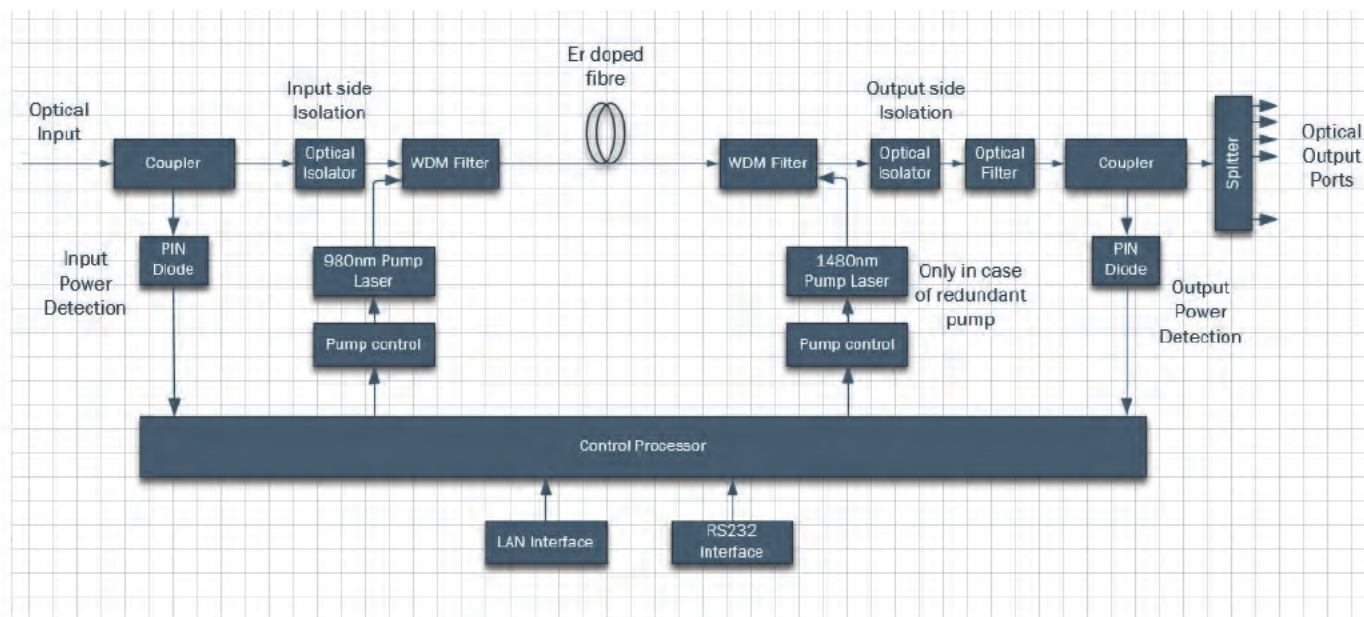 Er doped
fibre
Input side
Isolation
Output side
Isolation
Optical
Input
Coupler
Optical
Isolator
WDM Filter
WDM Filter
Optical
Isolator
Optical
Filter
Coupler
Splitter
Optical
Output
Ports
Input
Power
Detection
PIN
Diode
980nm Pump
Laser
1480nm
Pump Laser
Only in case
of redundant
pump
PIN
Diode
Output
Power
Detection
Pump control
Pump control
Control Processor
LAN Interface
RS232
Interface